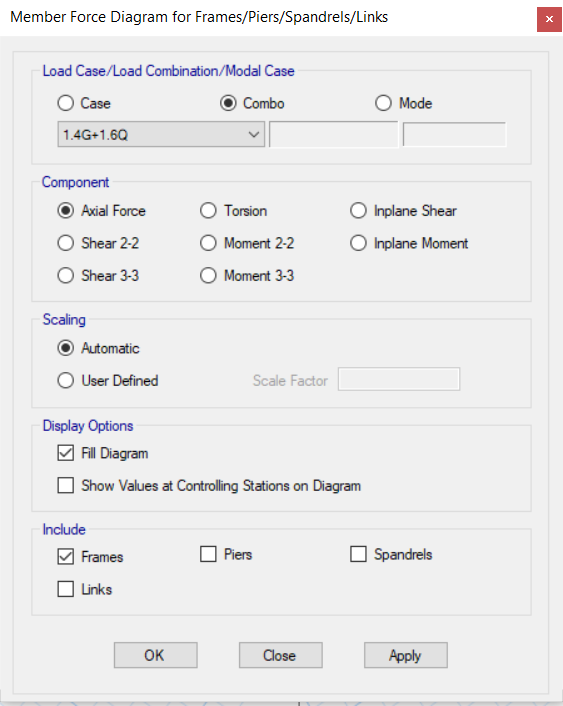 Member Force Diagram for Frames/Piers/Spandrels/Links
Load Case/Load Combination/Modal Case
Case Combo Mode
1.4G+1.6Q
Component
Axial Force Torsion Inplane Shear
Shear 2-2 Moment 2-2 Inplane Moment
Shear 3-3 Moment 3-3
Scaling
Automatic
User Defined Scale Factor
Display Options
Fill Diagram
Show Values at Controlling Stations on Diagram
Include
Frames Piers Spandrels
Links
OK Close Apply